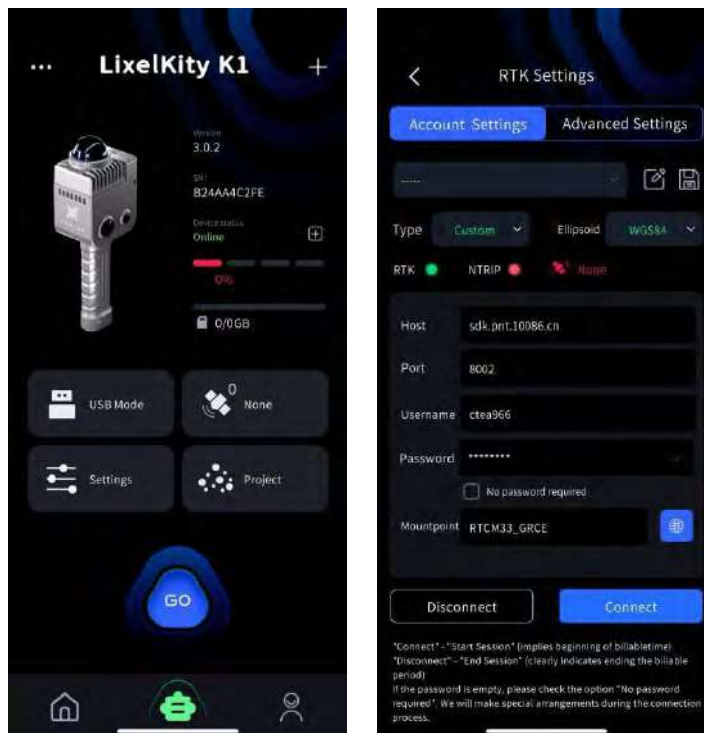 LixelKity K1
Version
3.0.2
SN:
B24AA4C2FE
Device status
Online
0%
0/0GB
USB Mode
0
None
Settings
Project
GO
RTK Settings
Account Settings
Advanced Settings
-----
Type
Custom
Ellipsoid
WGS84
RTK
NTRIP
None
Host
sdk.pnt.10086.cn
Port
8002
Username
ctea966
Password
********
No password required
Mountpoint
RTCM33_GRCE
Disconnect
Connect
"Connect"-"Start Session" (implies beginning of billabletime)
"Disconnect"-"End Session" (clearly indicates ending the billable
period)
If the password is empty, please check the option "No password
required". We will make special arrangements during the connection
process.